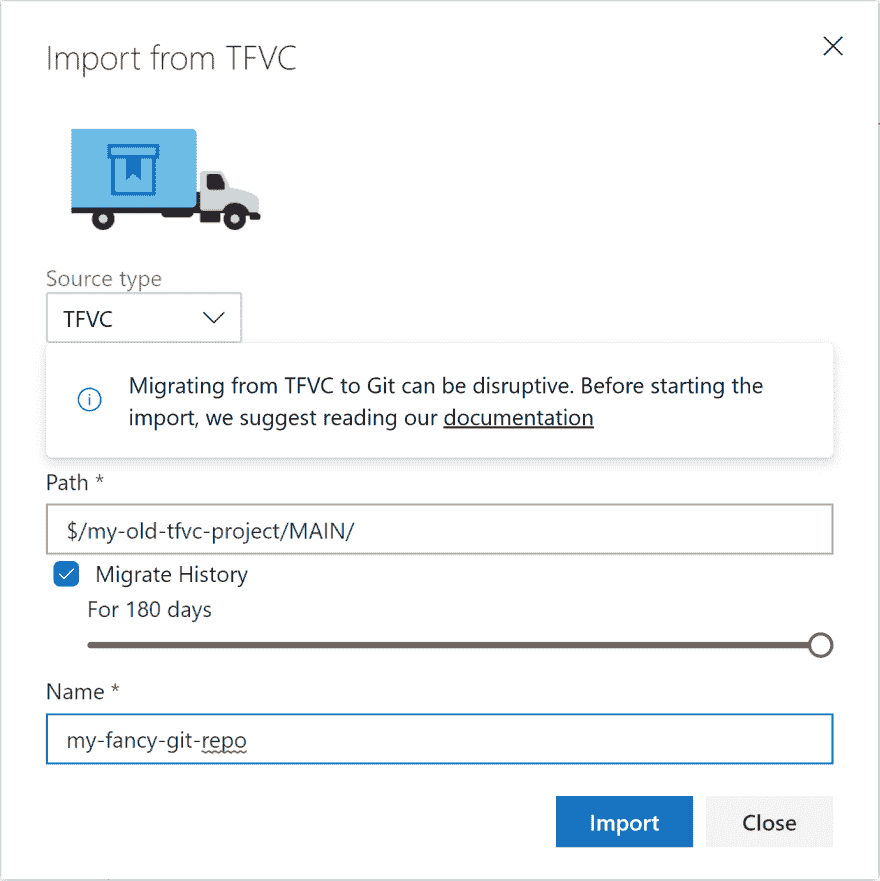 Import from TFVC
Source type
TFVC
Migrating from TFVC to Git can be disruptive. Before starting the
import, we suggest reading our documentation
Path *
$/my-old-tfvc-project/MAIN/
Migrate History
For 180 days
Name *
my-fancy-git-repo
Import
Close